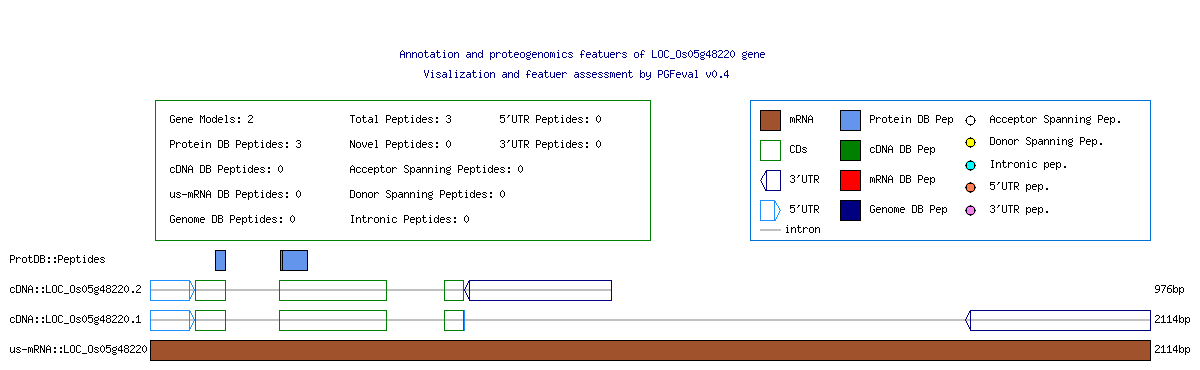 Annotation and proteogenomics featuers of LOC_Os05g48220 gene
Visalization and featuer assessment by PGFeval v0.4
Gene Models: 2 Total Peptides: 3 5'UTR Peptides: 0
Protein DB Peptides: 3 Novel Peptides: 0 3'UTR Peptides: 0
cDNA DB Peptides: 0 Acceptor Spanning Peptides: 0
us-mRNA DB Peptides: 0 Donor Spanning Peptides: 0
Genome DB Peptides: 0 Intronic Peptides: 0
mRNA Protein DB Pep Acceptor Spanning Pep.
CDs cDNA DB Pep Donor Spanning Pep.
3'UTR mRNA DB Pep Intronic pep.
5'UTR Genome DB Pep 5'UTR pep.
intron 3'UTR pep.
ProtDB::Peptides
cDNA::LOC_Os05g48220.2 976bp
cDNA::LOC_Os05g48220.1 2114bp
us-mRNA::LOC_Os05g48220 2114bp